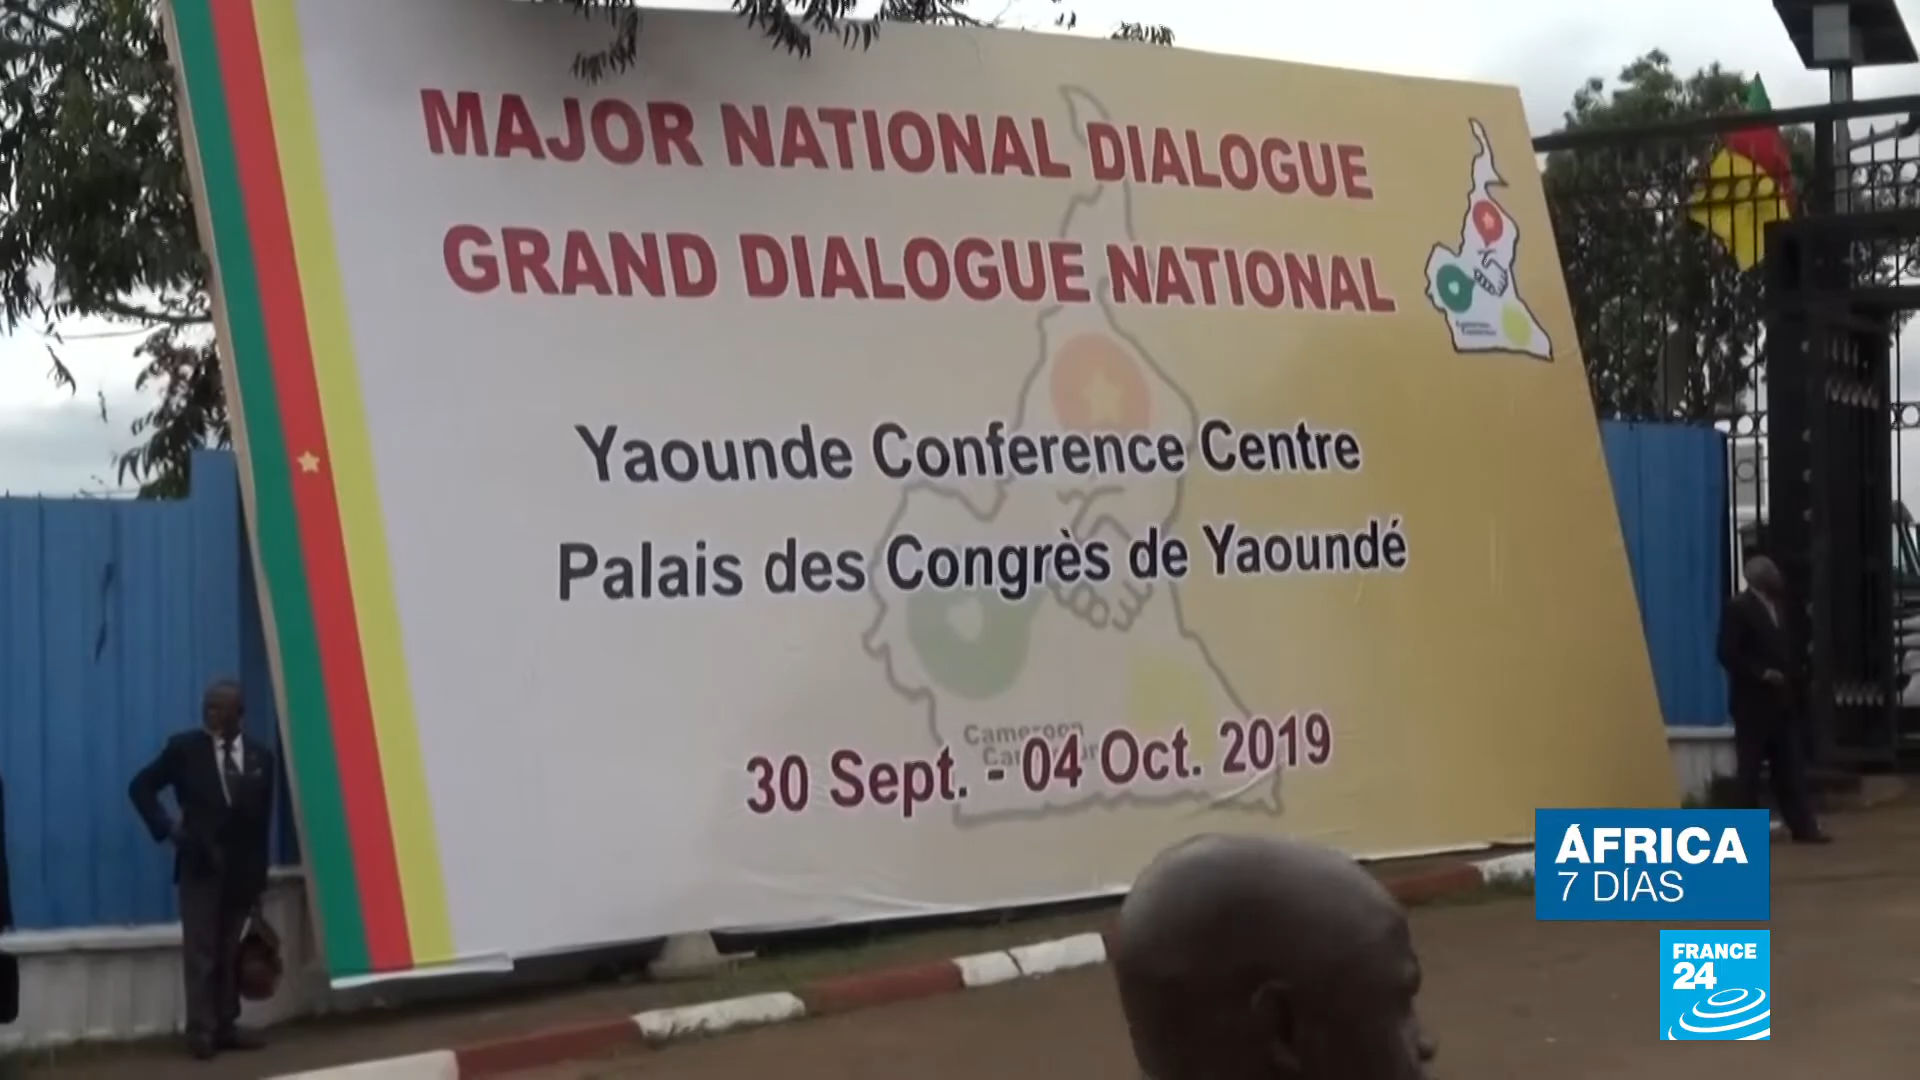 MAJOR NATIONAL DIALOGUE
GRAND DIALOGUE NATIONAL
Yaounde Conference Centre
Palais des Congrès de Yaoundé
Cameroon
30 Sept. - 04 Oct. 2019
ÁFRICA
7 DÍAS
FRANCE
24